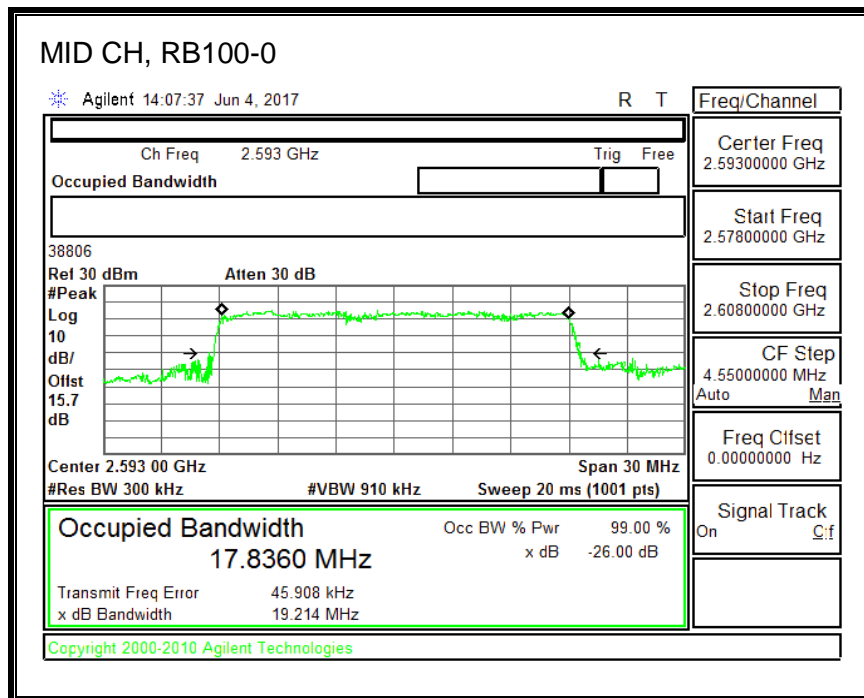 MID CH, RB100-0
Agilent 14:07:37 Jun 4, 2017 R T
Freq/Channel
Ch Freq 2.593 GHz Trig Free
Occupied Bandwidth
Center Freq
2.59300000 GHz
Start Freq
2.57800000 GHz
38806
Ref 30 dBm Atten 30 dB
#Peak
Log
10
dB/
Offst
15.7
dB
Stop Freq
2.60800000 GHz
CF Step
4.55000000 MHz
Auto Man
Freq Offset
0.00000000 Hz
Center 2.593 00 GHz Span 30 MHz
#Res BW 300 kHz #VBW 910 kHz Sweep 20 ms (1001 pts)
Signal Track
On Off
Occupied Bandwidth
17.8360 MHz
Occ BW % Pwr 99.00 %
x dB -26.00 dB
Transmit Freq Error 45.908 kHz
x dB Bandwidth 19.214 MHz
Copyright 2000-2010 Agilent Technologies